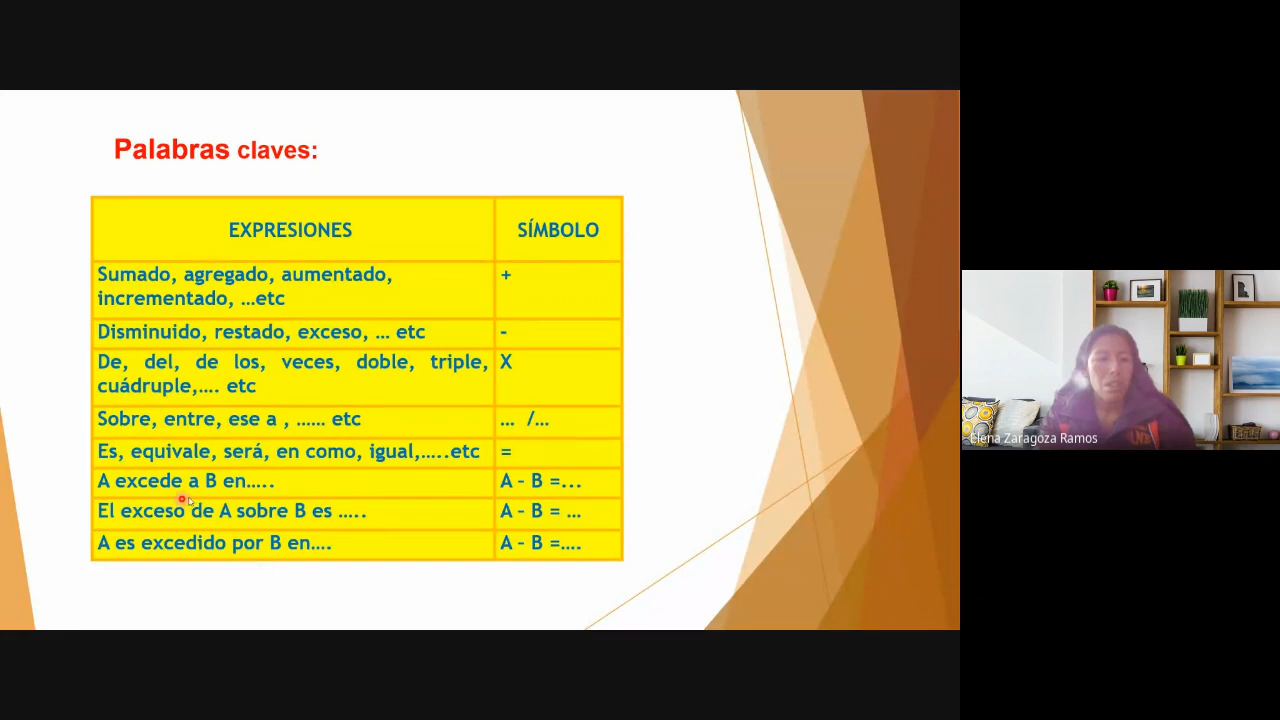 Palabras claves:
EXPRESIONES SÍMBOLO
Sumado, agregado, aumentado, +
incrementado, …etc
Disminuido, restado, exceso, … etc -
De, del, de los, veces, doble, triple, X
cuádruple,…. etc
Sobre, entre, ese a , …… etc … /…
Es, equivale, será, en como, igual,…..etc =
A excede a B en….. A – B =...
El exceso de A sobre B es ….. A – B = …
A es excedido por B en…. A – B =….
Elena Zaragoza Ramos